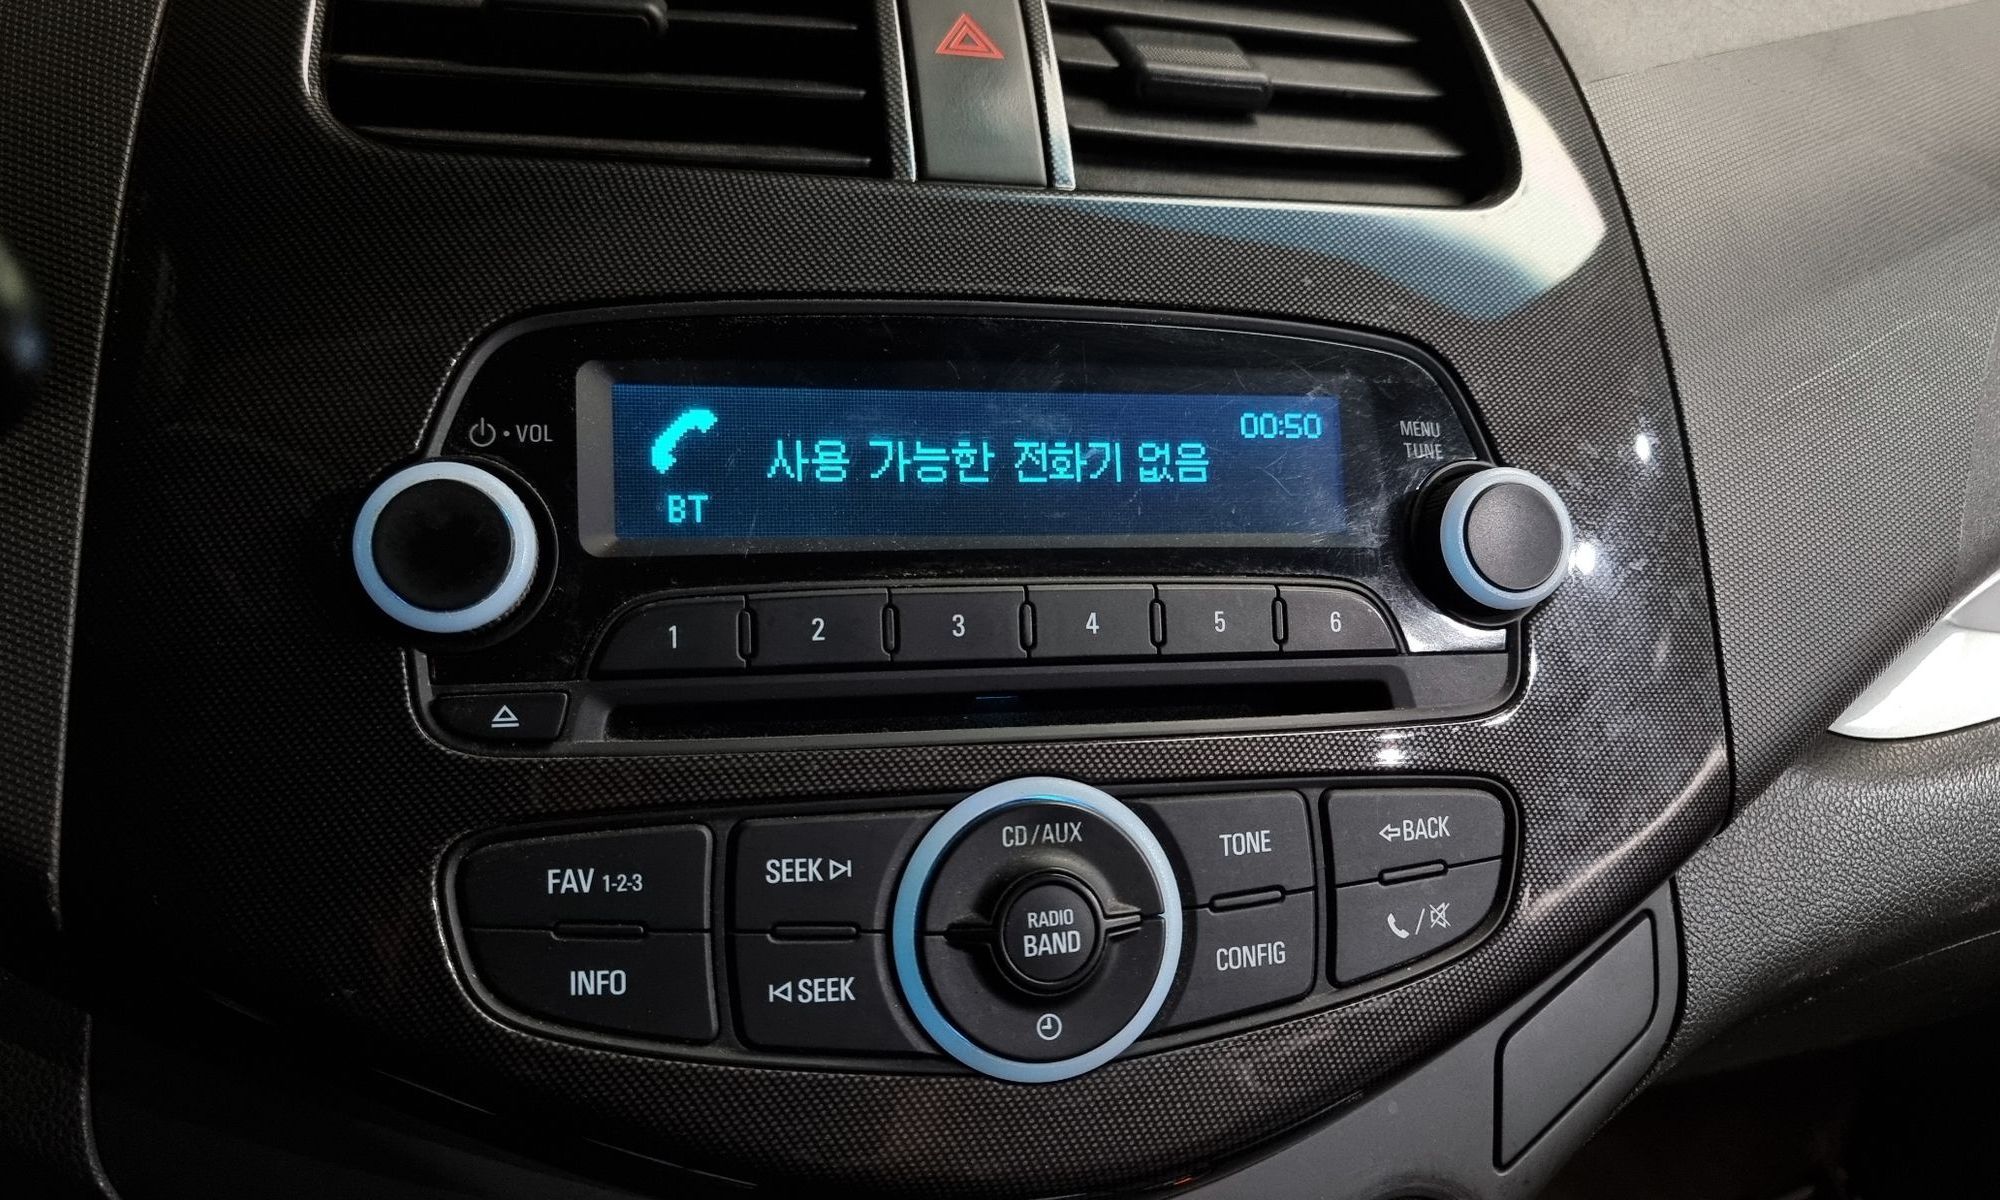 VOL
00:50
MENU
TUNE
사용 가능한 전화기 없음
BT
1 2 3 4 5 6
CD/AUX
FAV 1-2-3
SEEK
TONE
BACK
RADIO
BAND
INFO
SEEK
CONFIG
/